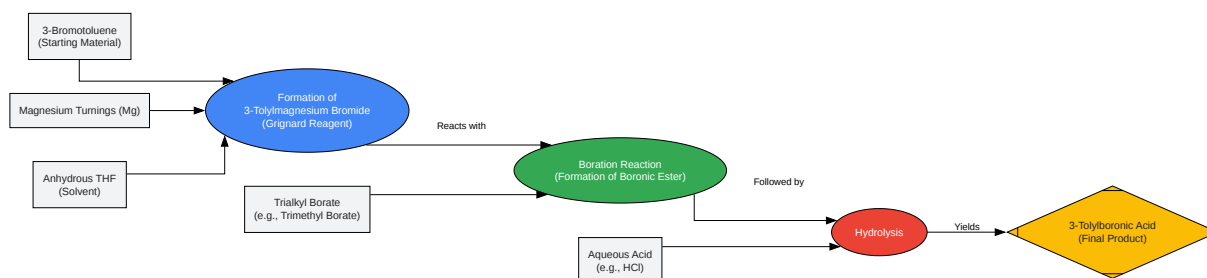 3-Bromotoluene
(Starting Material)
Magnesium Turnings (Mg)
Anhydrous THF
(Solvent)
Formation of
3-Tolylmagnesium Bromide
(Grignard Reagent)
Reacts with
Trialkyl Borate
(e.g., Trimethyl Borate)
Boration Reaction
(Formation of Boronic Ester)
Followed by
Aqueous Acid
(e.g., HCl)
Hydrolysis
Yields
3-Tolylboronic Acid
(Final Product)